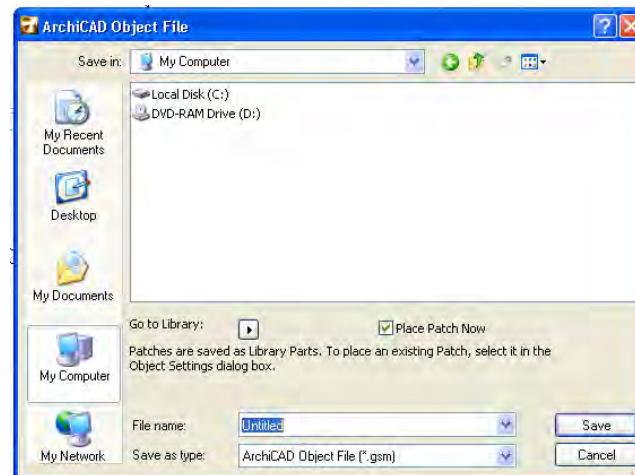 ArchiCAD Object File
Save in: My Computer
Local Disk (C:)
DVD-RAM Drive (D:)
My Recent
Documents
Desktop
My Documents
My Computer
My Network
Go to Library:
Place Patch Now
Patches are saved as Library Parts. To place an existing Patch, select it in the
Object Settings dialog box.
File name: Untitled Save
Save as type: ArchiCAD Object File (*.gsm) Cancel